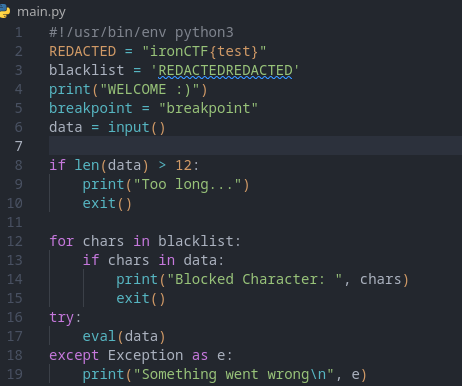 main.py
1 #!/usr/bin/env python3
2 REDACTED = "ironCTF{test}"
3 blacklist = 'REDACTEDREDACTED'
4 print("WELCOME :)")
5 breakpoint = "breakpoint"
6 data = input()
7
8 if len(data) > 12:
9     print("Too long...")
10     exit()
11
12 for chars in blacklist:
13     if chars in data:
14         print("Blocked Character: ", chars)
15         exit()
16 try:
17     eval(data)
18 except Exception as e:
19     print("Something went wrong\n", e)